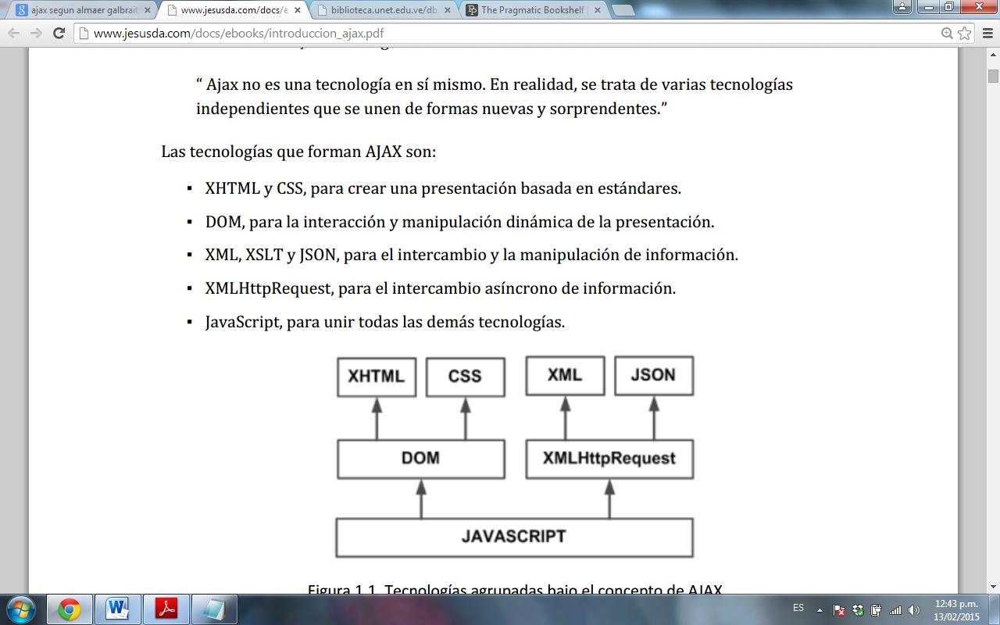 ajax segun almaer galbrait
www.jesusda.com/docs/e
biblioteca.unet.edu.ve/db
The Pragmatic Bookshelf
www.jesusda.com/docs/ebooks/introduccion_ajax.pdf
“ Ajax no es una tecnología en sí mismo. En realidad, se trata de varias tecnologías
independientes que se unen de formas nuevas y sorprendentes.”
Las tecnologías que forman AJAX son:
▪ XHTML y CSS, para crear una presentación basada en estándares.
▪ DOM, para la interacción y manipulación dinámica de la presentación.
▪ XML, XSLT y JSON, para el intercambio y la manipulación de información.
▪ XMLHttpRequest, para el intercambio asíncrono de información.
▪ JavaScript, para unir todas las demás tecnologías.
XHTML CSS XML JSON
DOM XMLHttpRequest
JAVASCRIPT
Figura 1.1. Tecnologías agrupadas bajo el concepto de AJAX
ES
12:43 p.m.
13/02/2015